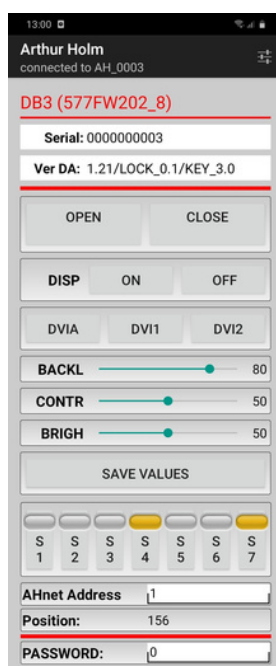 13:00
Arthur Holm
connected to AH_0003
DB3 (577FW202_8)
Serial: 0000000003
Ver DA: 1.21/LOCK_0.1/KEY_3.0
OPEN CLOSE
DISP ON OFF
DVIA DVI1 DVI2
BACKL 80
CONTR 50
BRIGH 50
SAVE VALUES
S S S S S S S
1 2 3 4 5 6 7
AHnet Address 1
Position: 156
PASSWORD: 0